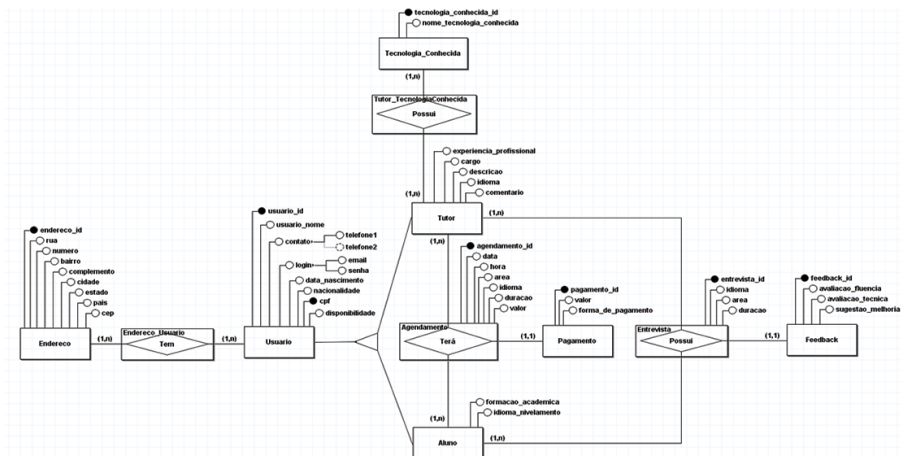 tecnologia_conhecida_id
nome_tecnologia_conhecida
Tecnologia_Conhecida
(1,n)
Tutor_TecnologiaConhecida
Possui
(1,n)
experiencia_profissional
cargo
descricao
idioma
comentario
Tutor
(1,n)
(1,n)
endereco_id
rua
numero
bairro
complemento
cidade
estado
pais
cep
Endereco
(1,n)
Endereco_Usuario
Tem
(1,n)
usuario_id
usuario_nome
contato
telefone1
telefone2
login
email
senha
data_nascimento
nacionalidade
cpf
disponibilidade
Usuario
agendamento_id
data
hora
area
idioma
duracao
valor
Agendamento
Terá
(1,1)
pagamento_id
valor
forma_de_pagamento
Pagamento
entrevista_id
idioma
area
duracao
Entrevista
Possui
(1,1)
feedback_id
avaliacao_fluencia
avaliacao_tecnica
sugestao_melhoria
Feedback
(1,n)
formacao_academica
idioma_nivelamento
Aluno
(1,n)